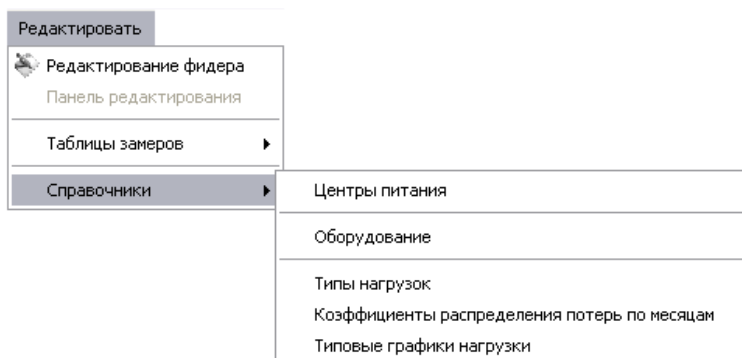 Редактировать
Редактирование фидера
Панель редактирования
Таблицы замеров
Справочники
Центры питания
Оборудование
Типы нагрузок
Коэффициенты распределения потерь по месяцам
Типовые графики нагрузки